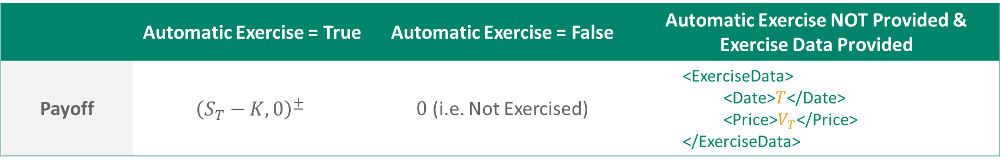 Automatic Exercise = True
Automatic Exercise = False
Automatic Exercise NOT Provided &
Exercise Data Provided
Payoff
(S_T − K, 0)^±
0 (i.e. Not Exercised)
<ExerciseData>
<Date>T</Date>
<Price>V_T</Price>
</ExerciseData>